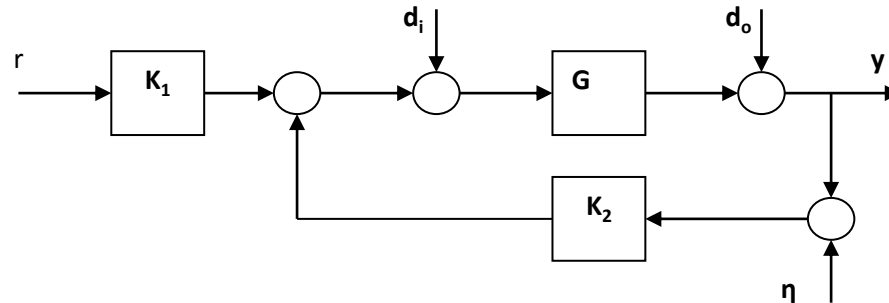 dᵢ
dₒ
r
K₁
G
y
K₂
η